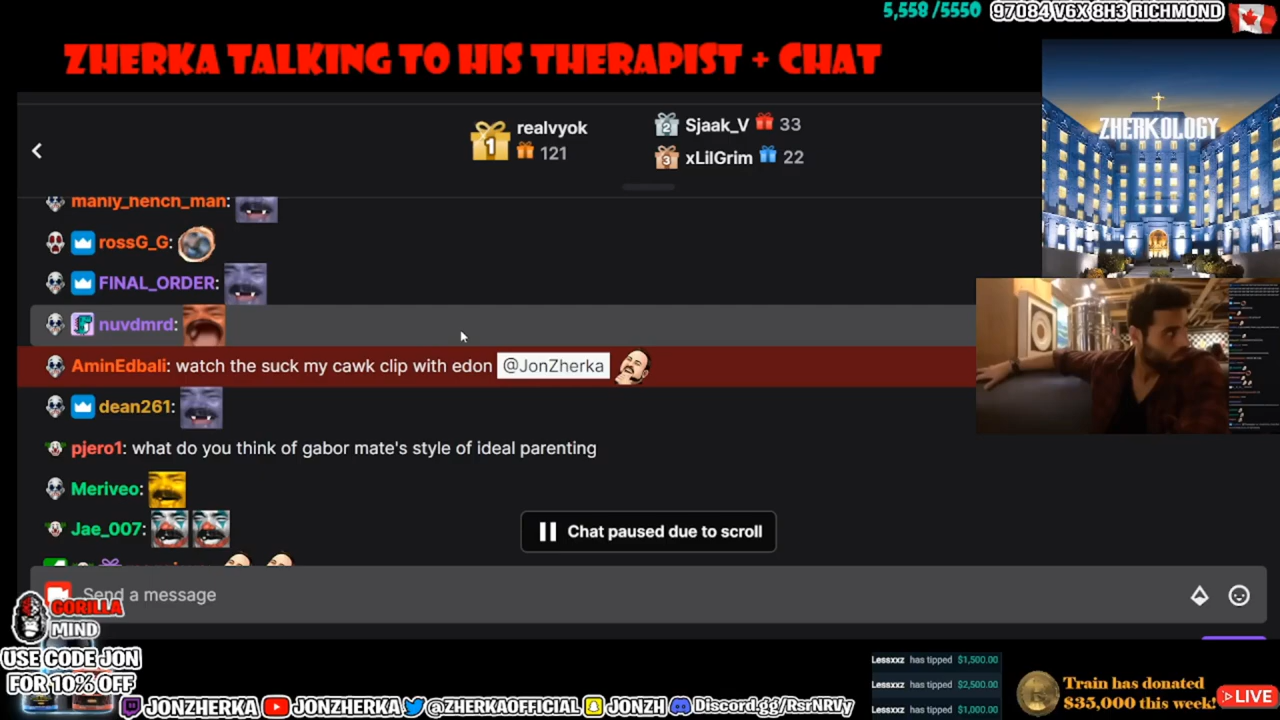 5,558 /5550
97084 V6X 8H3 RICHMOND
ZHERKA TALKING TO HIS THERAPIST + CHAT
ZHERKOLOGY
1
realvyok
121
2 Sjaak_V 33
3 xLilGrim 22
manly_hench_man:
rossG_G:
FINAL_ORDER:
nuvdmrd:
AminEdbali: watch the suck my cawk clip with edon @JonZherka
dean261:
pjero1: what do you think of gabor mate's style of ideal parenting
Meriveo:
Jae_007:
Chat paused due to scroll
Send a message
GORILLA
MIND
USE CODE JON
FOR 10% OFF
JONZHERKA JONZHERKA @ZHERKAOFFICIAL JONZH Discord.gg/RsrNRVy
Lessxxz has tipped $1,500.00
Lessxxz has tipped $2,500.00
Lessxxz has tipped $1,000.00
Train has donated
$35,000 this week!
LIVE